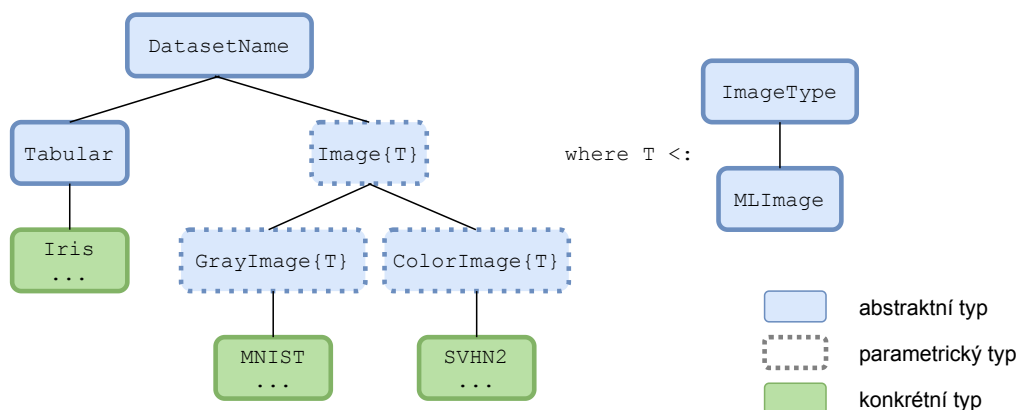 DatasetName
ImageType
Tabular
Image{T}
where T <:
MLImage
Iris
...
GrayImage{T}
ColorImage{T}
MNIST
...
SVHN2
...
abstraktní typ
parametrický typ
konkrétní typ